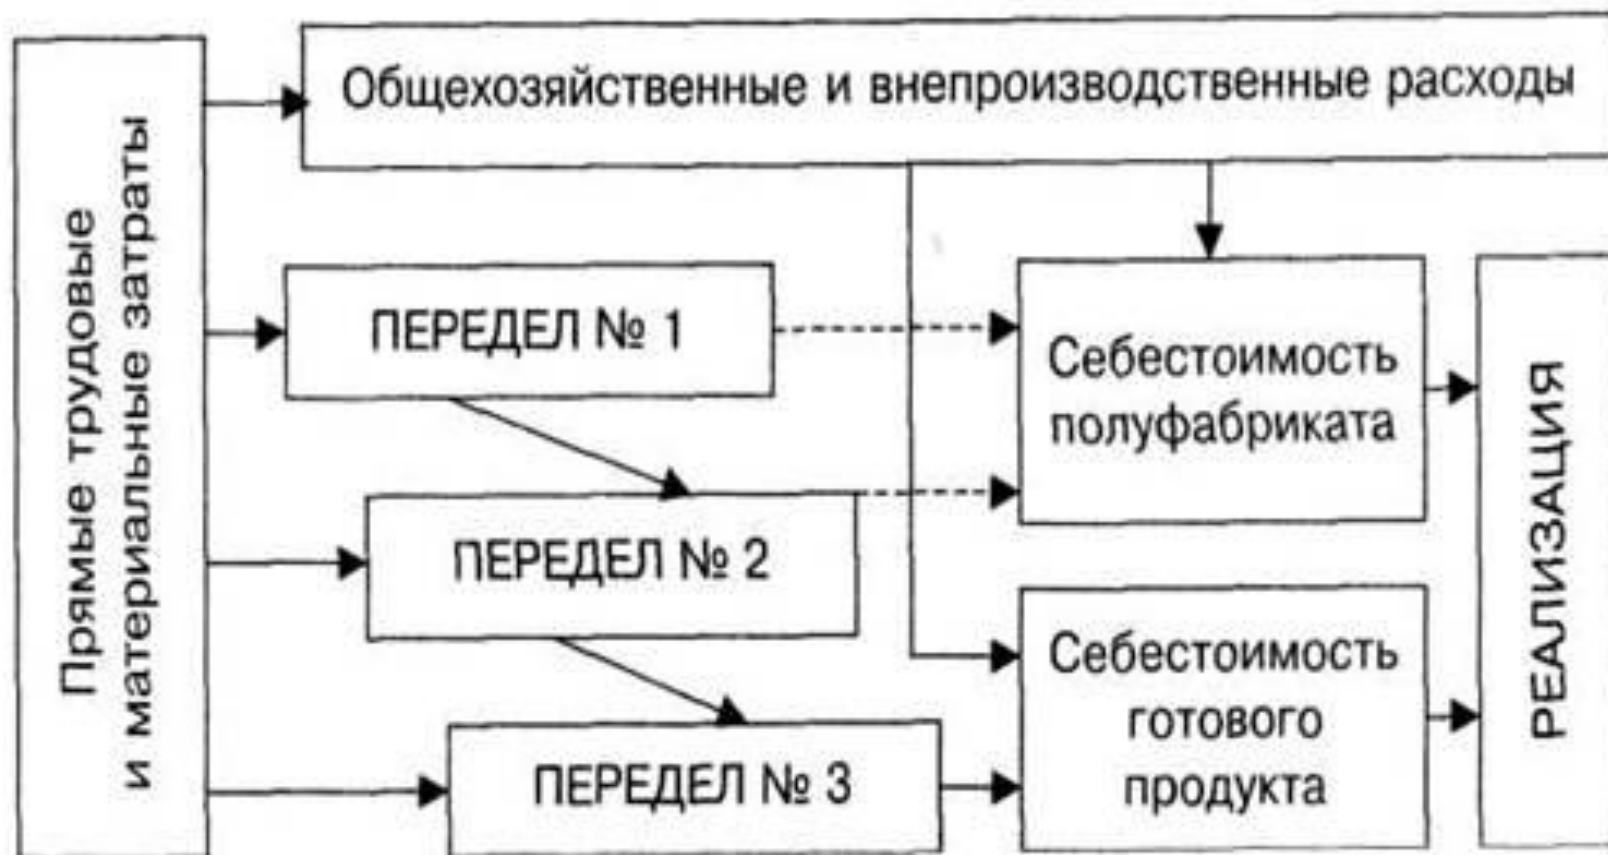 Прямые трудовые
и материальные затраты
Общехозяйственные и внепроизводственные расходы
ПЕРЕДЕЛ № 1
ПЕРЕДЕЛ № 2
ПЕРЕДЕЛ № 3
Себестоимость
полуфабриката
Себестоимость
готового
продукта
РЕАЛИЗАЦИЯ